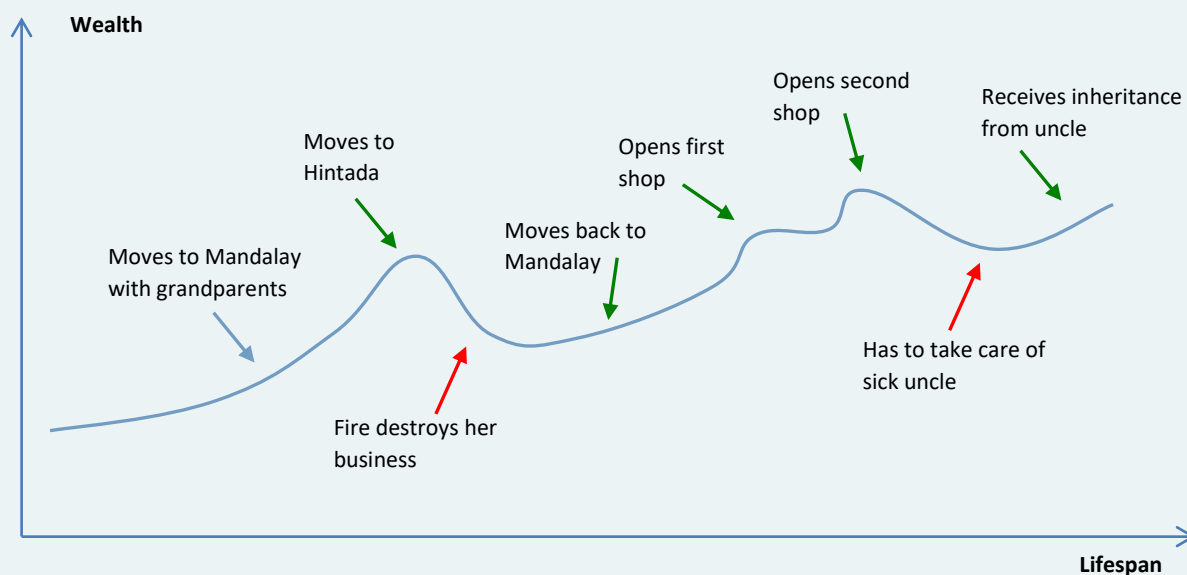 Wealth
Opens second
shop
Receives inheritance
from uncle
Moves to
Hintada
Opens first
shop
Moves back to
Mandalay
Moves to Mandalay
with grandparents
Has to take care of
sick uncle
Fire destroys her
business
Lifespan